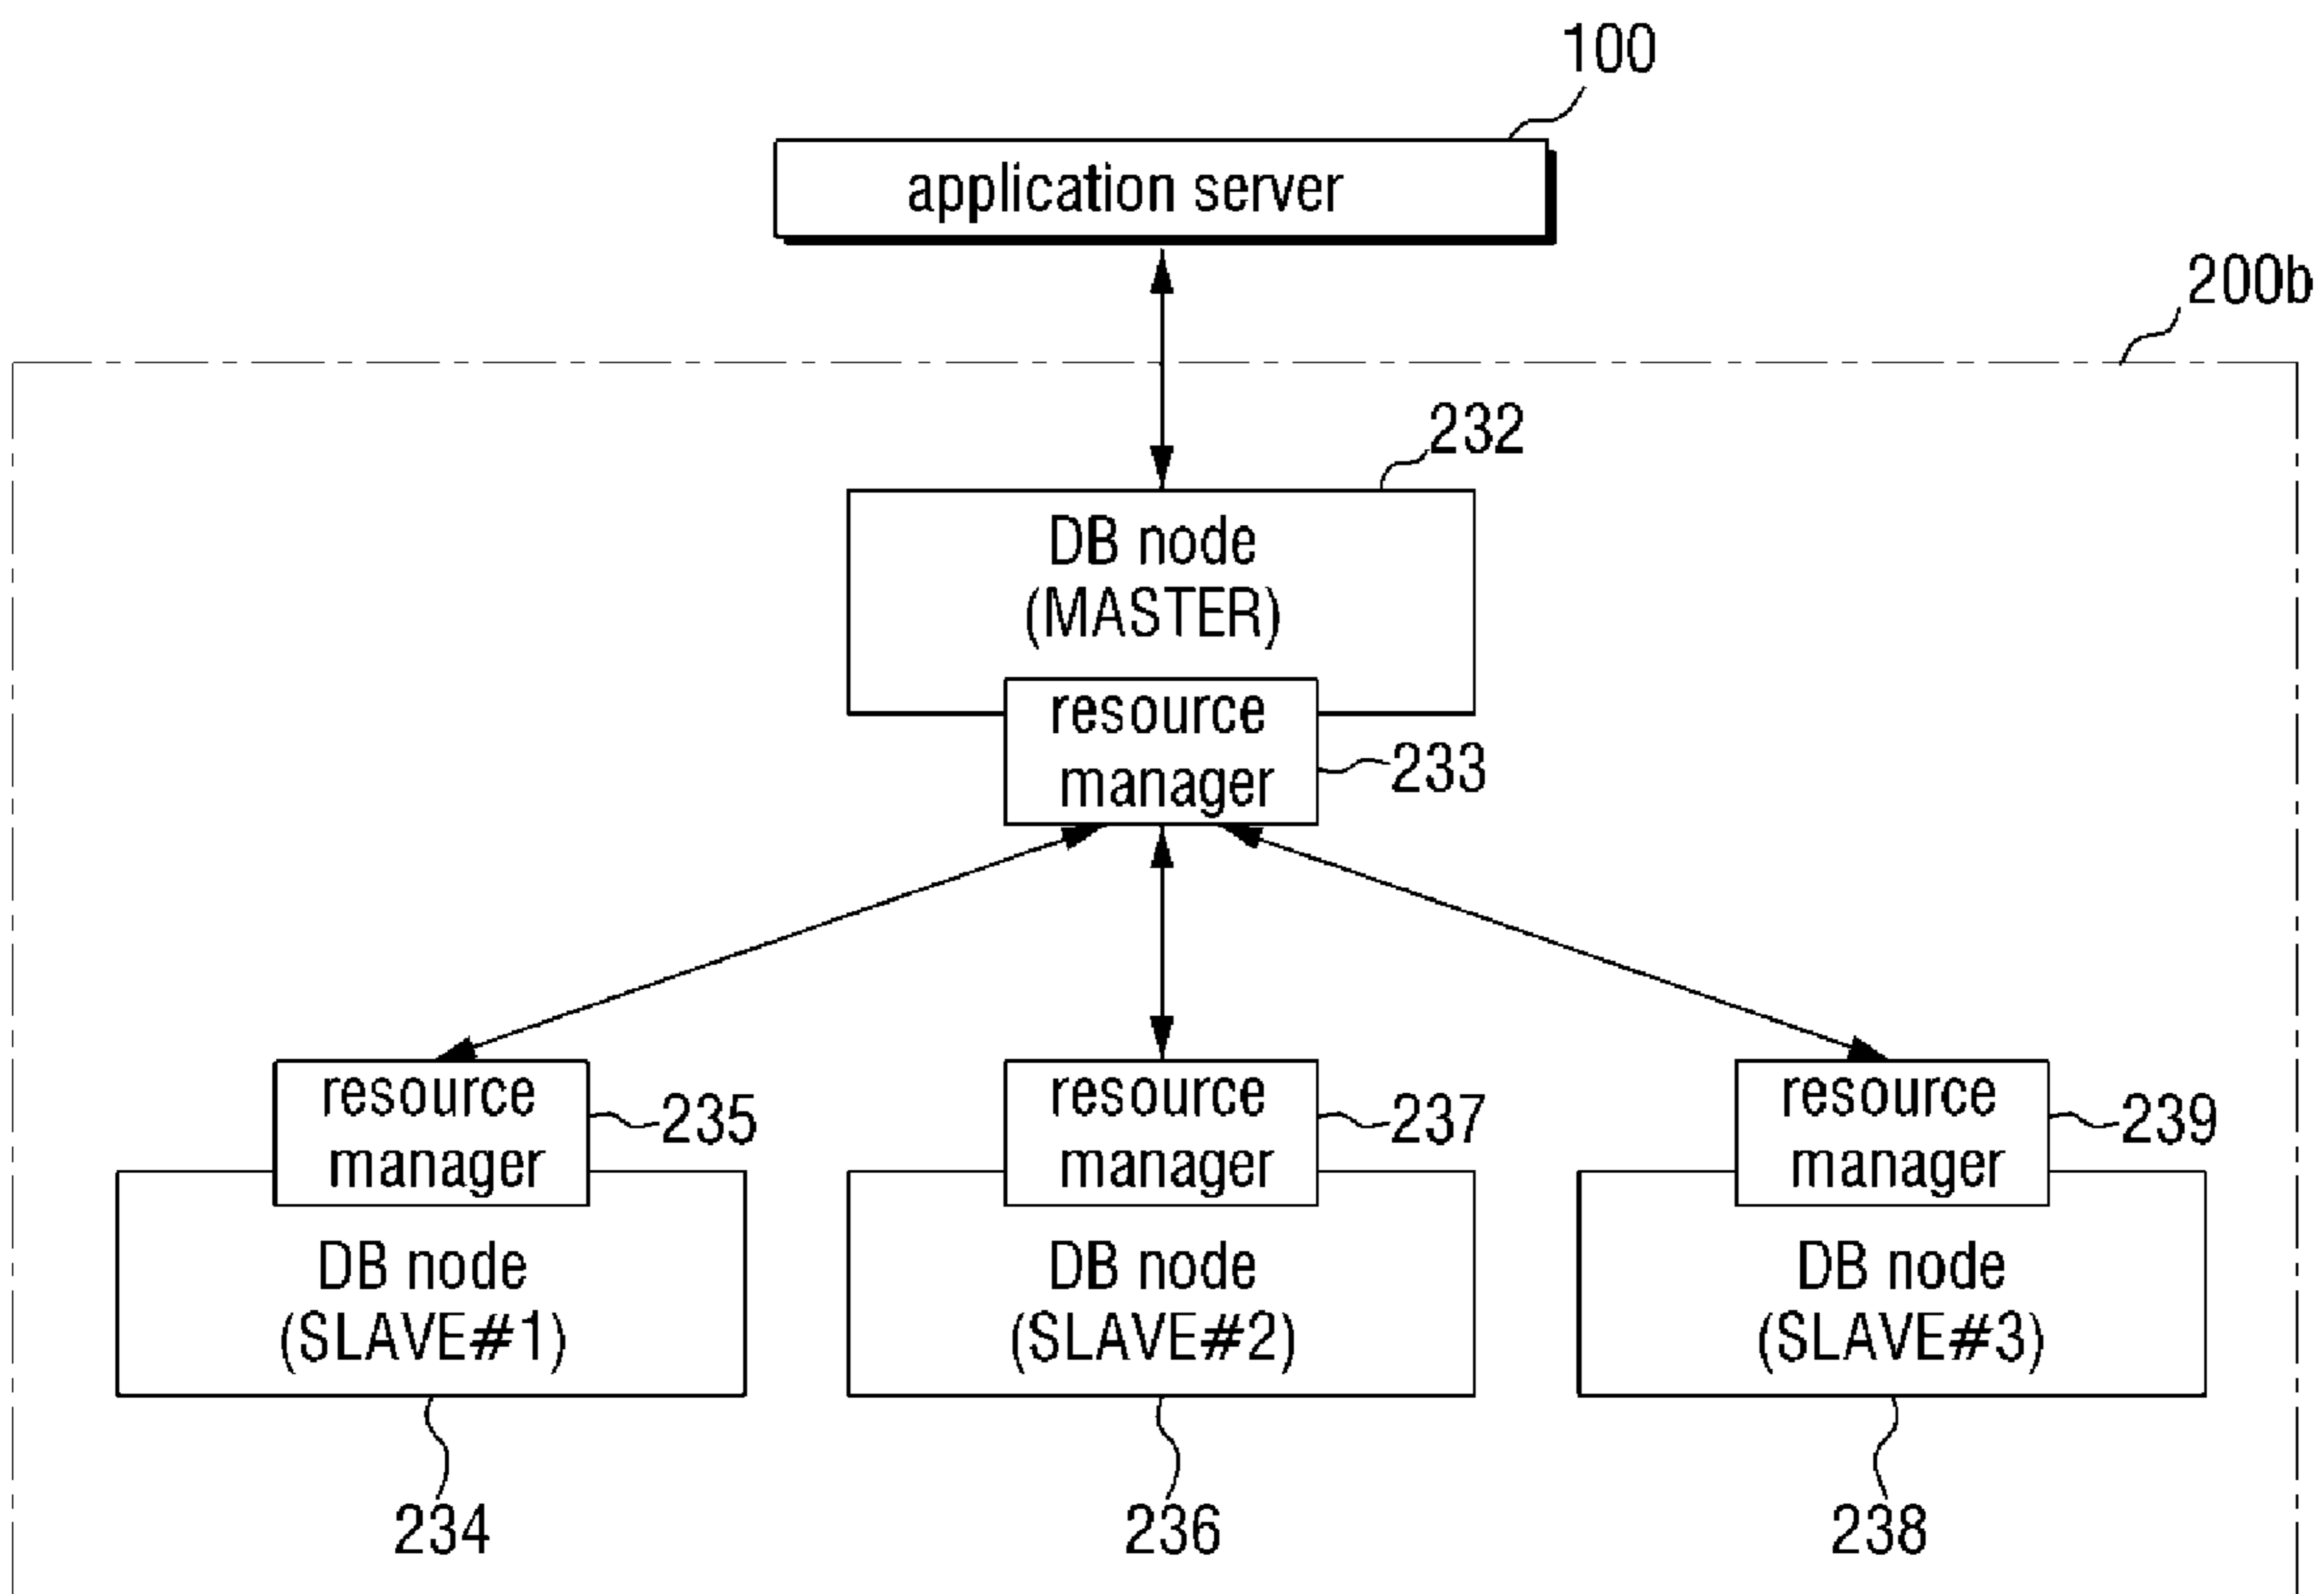 100
application server
200b
232
DB node
(MASTER)
resource
manager
233
resource
manager
235
resource
manager
237
resource
manager
239
DB node
(SLAVE#1)
DB node
(SLAVE#2)
DB node
(SLAVE#3)
234
236
238